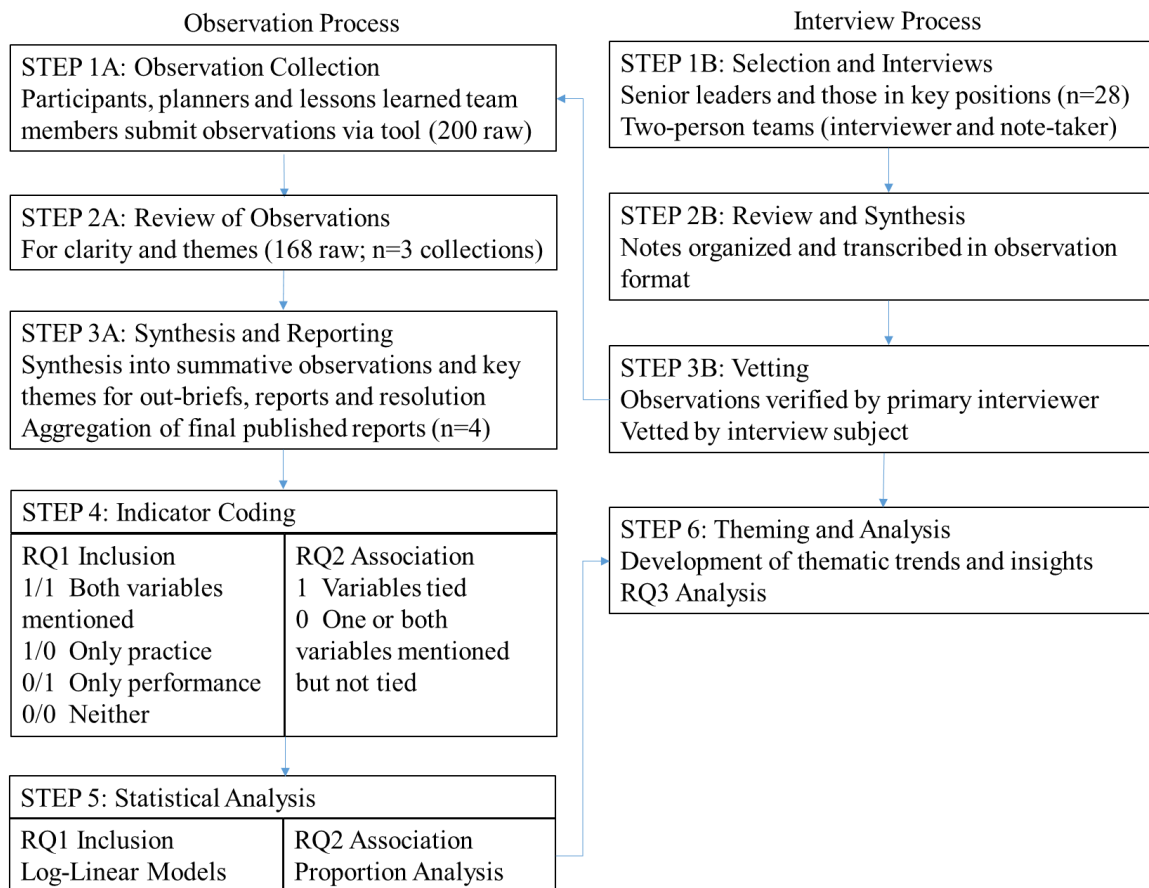 Observation Process
STEP 1A: Observation Collection
Participants, planners and lessons learned team
members submit observations via tool (200 raw)
STEP 2A: Review of Observations
For clarity and themes (168 raw; n=3 collections)
STEP 3A: Synthesis and Reporting
Synthesis into summative observations and key
themes for out-briefs, reports and resolution
Aggregation of final published reports (n=4)
STEP 4: Indicator Coding
RQ1 Inclusion
1/1 Both variables
mentioned
1/0 Only practice
0/1 Only performance
0/0 Neither
RQ2 Association
1 Variables tied
0 One or both
variables mentioned
but not tied
STEP 5: Statistical Analysis
RQ1 Inclusion
Log-Linear Models
RQ2 Association
Proportion Analysis
Interview Process
STEP 1B: Selection and Interviews
Senior leaders and those in key positions (n=28)
Two-person teams (interviewer and note-taker)
STEP 2B: Review and Synthesis
Notes organized and transcribed in observation
format
STEP 3B: Vetting
Observations verified by primary interviewer
Vetted by interview subject
STEP 6: Theming and Analysis
Development of thematic trends and insights
RQ3 Analysis